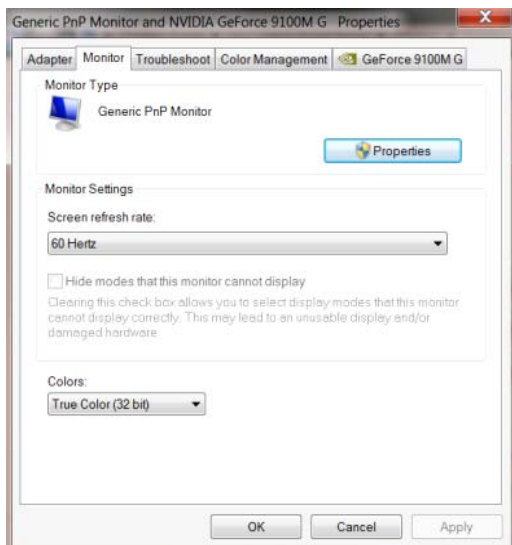 Generic PnP Monitor and NVIDIA GeForce 9100M G Properties
X
Adapter Monitor Troubleshoot Color Management GeForce 9100M G
Monitor Type
Generic PnP Monitor
Properties
Monitor Settings
Screen refresh rate:
60 Hertz
Hide modes that this monitor cannot display
Clearing this check box allows you to select display modes that this monitor
cannot display correctly. This may lead to an unusable display and/or
damaged hardware.
Colors:
True Color (32 bit)
OK Cancel Apply